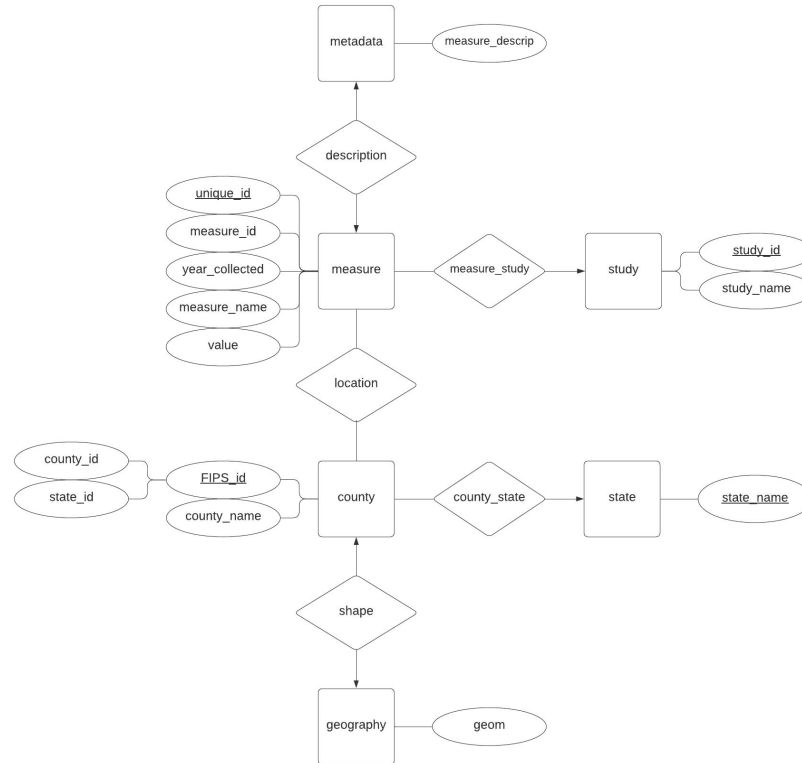 metadata
measure_descrip
description
unique_id
measure_id
year_collected
measure_name
value
measure
measure_study
study
study_id
study_name
location
county_id
state_id
FIPS_id
county_name
county
county_state
state
state_name
shape
geography
geom